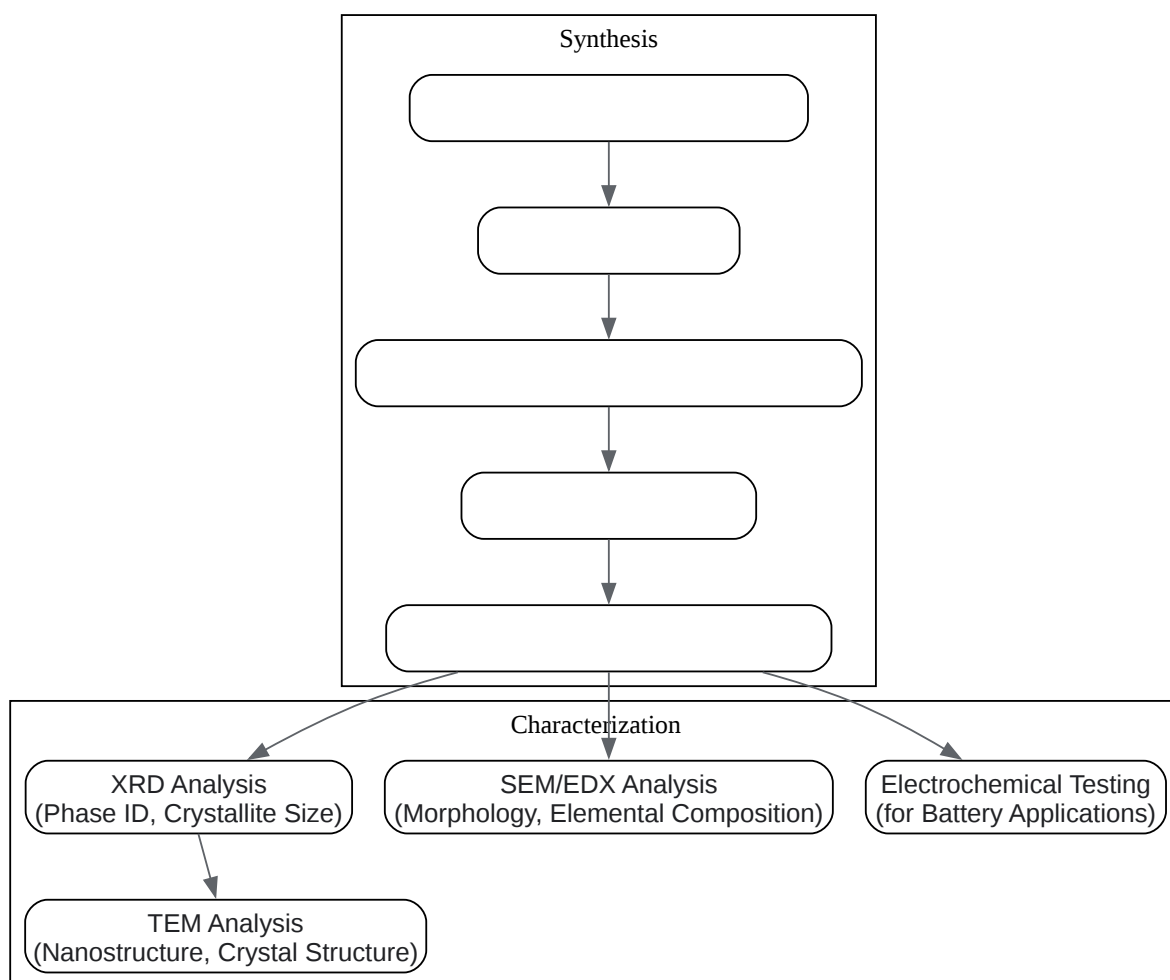 Synthesis
Characterization
XRD Analysis
(Phase ID, Crystallite Size)
SEM/EDX Analysis
(Morphology, Elemental Composition)
Electrochemical Testing
(for Battery Applications)
TEM Analysis
(Nanostructure, Crystal Structure)